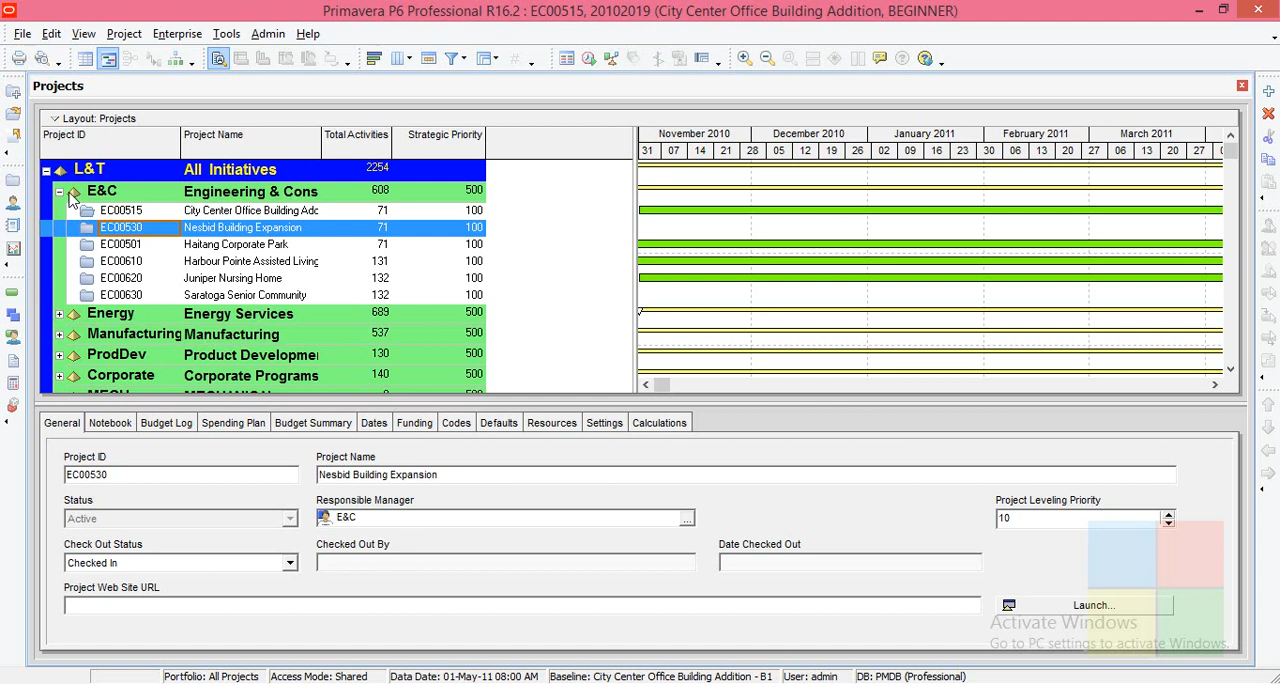 Primavera P6 Professional R16.2 : EC00515, 20102019 (City Center Office Building Addition, BEGINNER)
File Edit View Project Enterprise Tools Admin Help
Projects
Layout: Projects
Project ID Project Name Total Activities Strategic Priority
November 2010 December 2010 January 2011 February 2011 March 2011
31 07 14 21 28 05 12 19 26 02 09 16 23 30 06 13 20 27 06 13 20 27
L&T All Initiatives 2254
E&C Engineering & Cons 608 500
EC00515 City Center Office Building Adc 71 100
EC00530 Nesbid Building Expansion 71 100
EC00501 Haitang Corporate Park 71 100
EC00610 Harbour Pointe Assisted Living 131 100
EC00620 Juniper Nursing Home 132 100
EC00630 Saratoga Senior Community 132 100
Energy Energy Services 689 500
Manufacturing Manufacturing 537 500
ProdDev Product Developme 130 500
Corporate Corporate Programs 140 500
General Notebook Budget Log Spending Plan Budget Summary Dates Funding Codes Defaults Resources Settings Calculations
Project ID Project Name
EC00530 Nesbid Building Expansion
Status Responsible Manager Project Leveling Priority
Active E&C ... 10
Check Out Status Checked Out By Date Checked Out
Checked In
Project Web Site URL
Launch...
Activate Windows
Go to PC settings to activate Windows.
Portfolio: All Projects Access Mode: Shared Data Date: 01-May-11 08:00 AM Baseline: City Center Office Building Addition - B1 User: admin DB: PMDB (Professional)